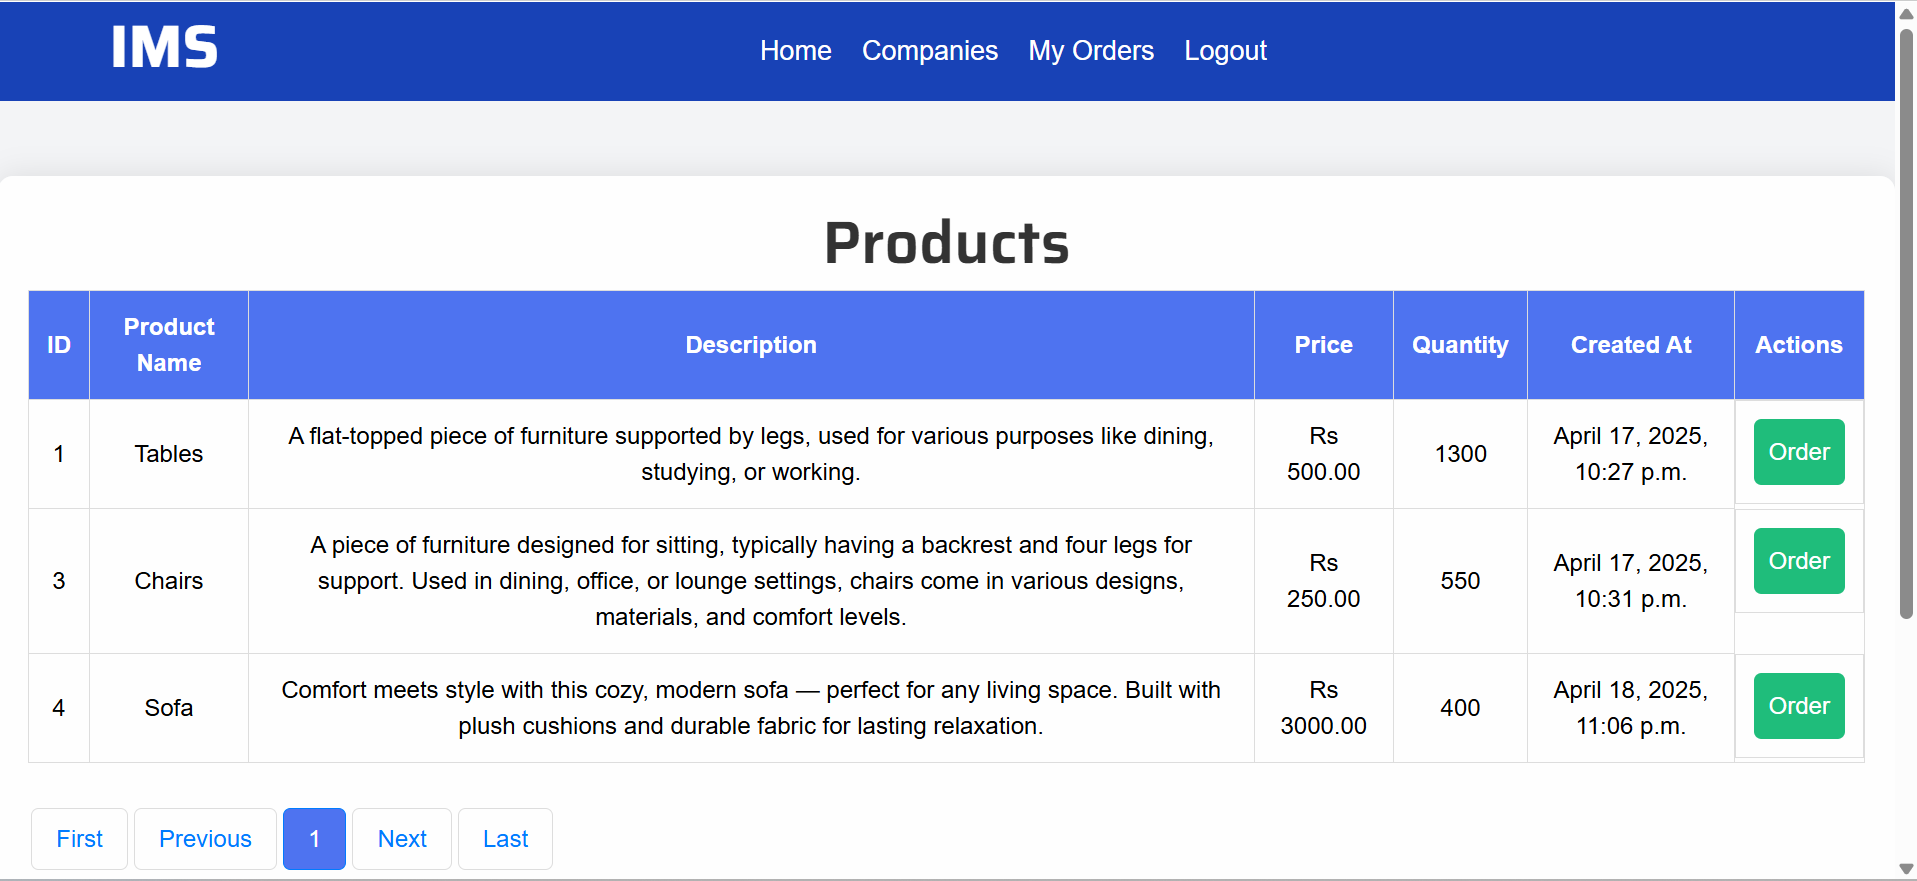 IMS
Home Companies My Orders Logout
Products
ID Product Name Description Price Quantity Created At Actions
1 Tables A flat-topped piece of furniture supported by legs, used for various purposes like dining, studying, or working. Rs 500.00 1300 April 17, 2025, 10:27 p.m. Order
3 Chairs A piece of furniture designed for sitting, typically having a backrest and four legs for support. Used in dining, office, or lounge settings, chairs come in various designs, materials, and comfort levels. Rs 250.00 550 April 17, 2025, 10:31 p.m. Order
4 Sofa Comfort meets style with this cozy, modern sofa — perfect for any living space. Built with plush cushions and durable fabric for lasting relaxation. Rs 3000.00 400 April 18, 2025, 11:06 p.m. Order
First Previous 1 Next Last